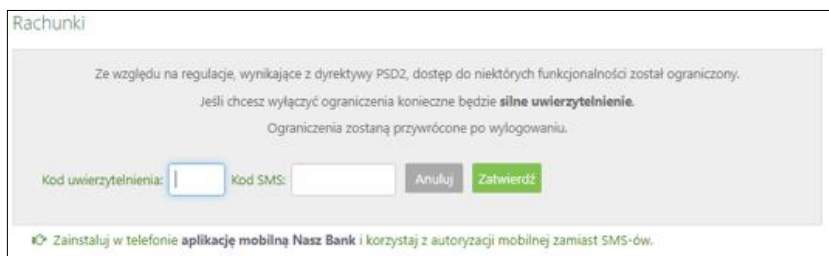 Rachunki
Ze względu na regulacje, wynikające z dyrektywy PSD2, dostęp do niektórych funkcjonalności został ograniczony.
Jeśli chcesz wyłączyć ograniczenia konieczne będzie silne uwierzytelnienie.
Ograniczenia zostaną przywrócone po wylogowaniu.
Kod uwierzytelnienia: Kod SMS: Anuluj Zatwierdź
Zainstaluj w telefonie aplikację mobilną Nasz Bank i korzystaj z autoryzacji mobilnej zamiast SMS-ów.